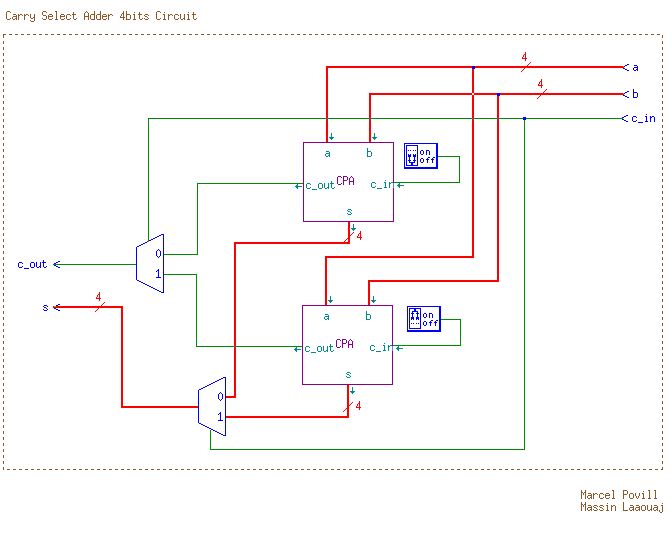 Carry Select Adder 4bits Circuit
4
a
4
b
c_in
a
b
on
off
c_out
CPA
c_in
s
4
0
c_out
1
4
s
a
b
on
off
c_out
CPA
c_in
s
0
4
1
Marcel Povill
Massin Laaouaj